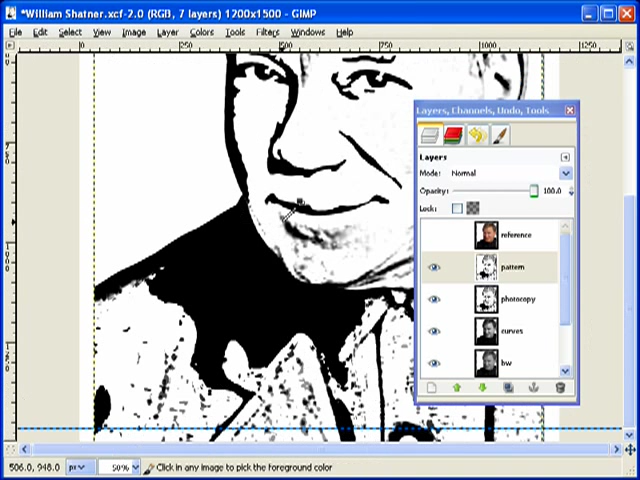 *William Shatner.xcf-2.0 (RGB, 7 layers) 1200x1500 – GIMP
File Edit Select View Image Layer Colors Tools Filters Windows Help
250 500 750 1000 1250
Layers, Channels, Undo, Tools
Layers
Mode: Normal
Opacity: 100.0
Lock:
reference
pattern
photocopy
curves
bw
506.0, 948.0 px 50% Click in any image to pick the foreground color